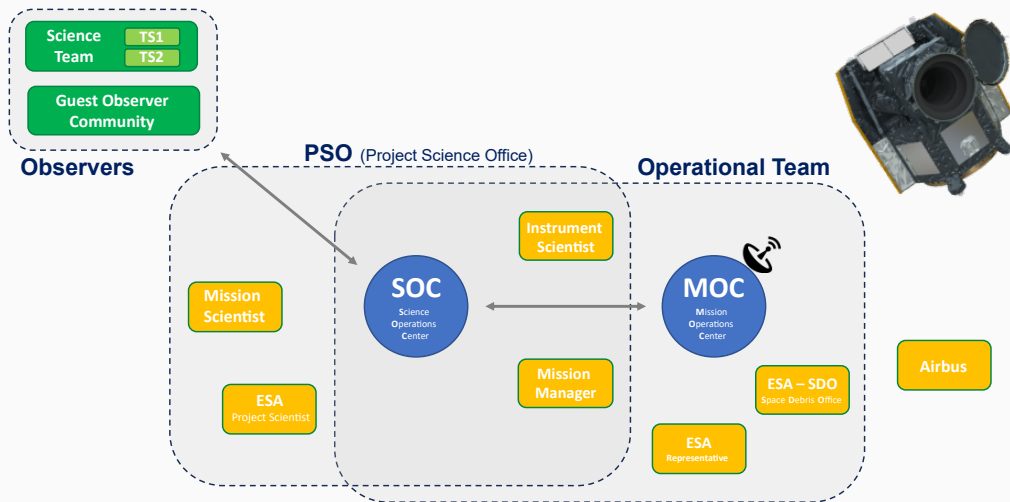 Science
Team
TS1
TS2
Guest Observer
Community
Observers
PSO (Project Science Office)
Operational Team
Instrument
Scientist
SOC
Science
Operations
Center
MOC
Mission
Operations
Center
Mission
Scientist
ESA
Project Scientist
Mission
Manager
ESA – SDO
Space Debris Office
ESA
Representative
Airbus